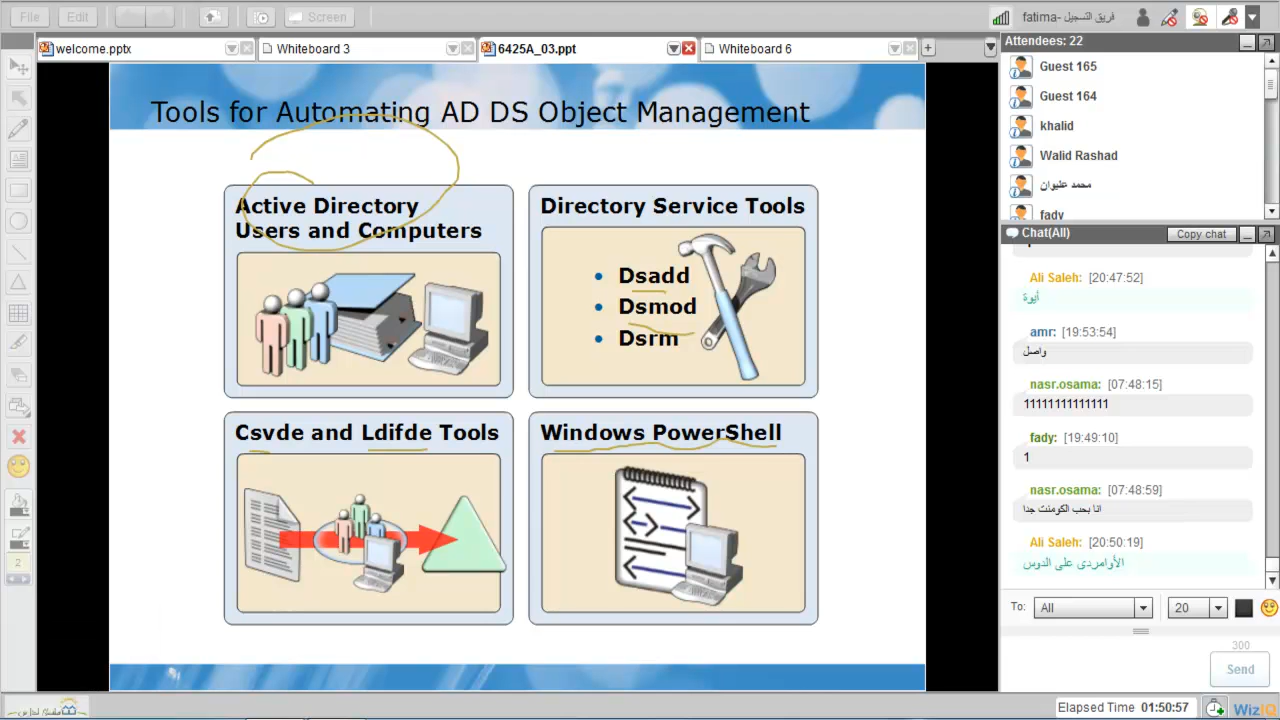 File
Edit
Screen
fatima- فريق التسجيل
welcome.pptx
Whiteboard 3
6425A_03.ppt
Whiteboard 6
Tools for Automating AD DS Object Management
Active Directory
Users and Computers
Directory Service Tools
• Dsadd
• Dsmod
• Dsrm
Csvde and Ldifde Tools
Windows PowerShell
2
Attendees: 22
Guest 165
Guest 164
khalid
Walid Rashad
محمد عليوان
fady
Chat(All)
Copy chat
Ali Saleh: [20:47:52]
أيوة
amr: [19:53:54]
واصل
nasr.osama: [07:48:15]
11111111111111
fady: [19:49:10]
1
nasr.osama: [07:48:59]
انا بحب الكومنت جدا
Ali Saleh: [20:50:19]
الأوامردى على الدوس
To: All 20
300
Send
Elapsed Time 01:50:57
WizIQ